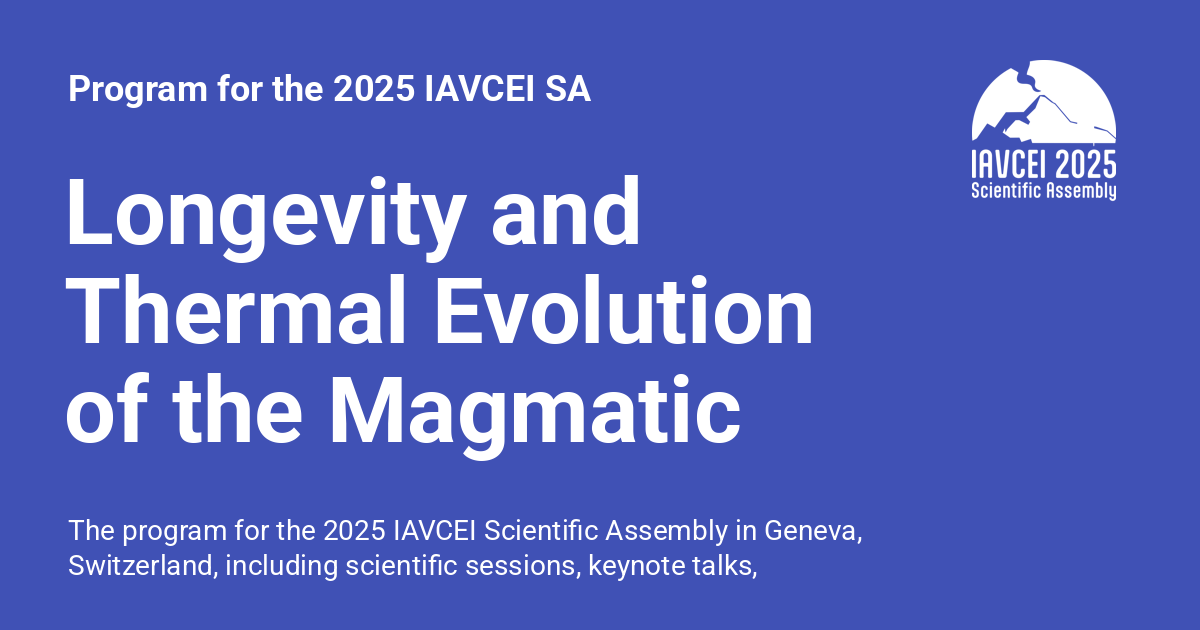 Program for the 2025 IAVCEI SA
IAVCEI 2025
Scientific Assembly
Longevity and
Thermal Evolution
of the Magmatic
The program for the 2025 IAVCEI Scientific Assembly in Geneva,
Switzerland, including scientific sessions, keynote talks,